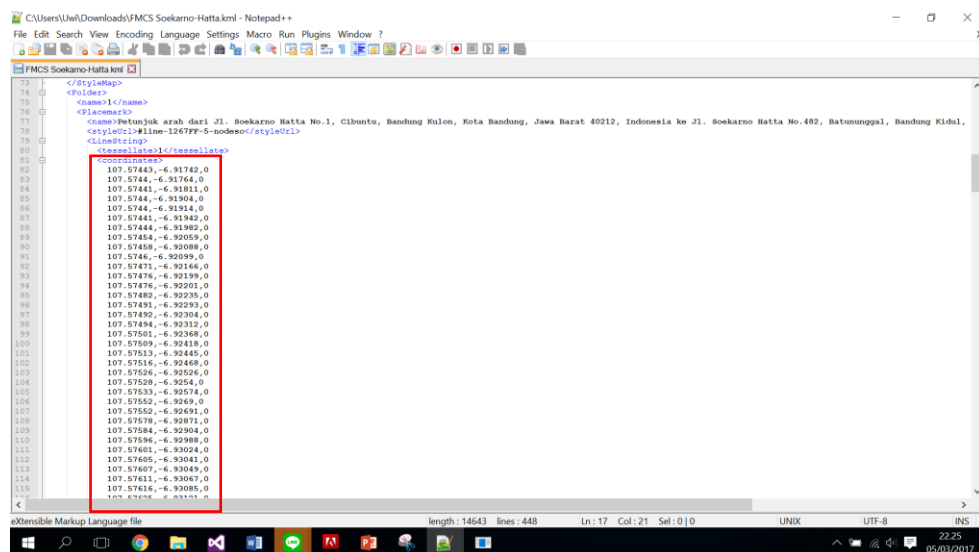 C:\Users\Uwi\Downloads\FMCS Soekarno-Hatta.kml - Notepad++
File Edit Search View Encoding Language Settings Macro Run Plugins Window ?
FMCS Soekarno-Hatta.kml
73 </StyleMap>
74 <Folder>
75 <name>1</name>
76 <Placemark>
77 <name>Petunjuk arah dari Jl. Soekarno Hatta No.1, Cibuntu, Bandung Kulon, Kota Bandung, Jawa Barat 40212, Indonesia ke Jl. Soekarno Hatta No.482, Batununggal, Bandung Kidul,
78 <styleUrl>#line-1267FF-5-nodesc</styleUrl>
79 <LineString>
80 <tessellate>1</tessellate>
81 <coordinates>
82 107.57443,-6.91742,0
83 107.5744,-6.91764,0
84 107.57441,-6.91811,0
85 107.5744,-6.91904,0
86 107.5744,-6.91914,0
87 107.57441,-6.91942,0
88 107.57444,-6.91982,0
89 107.57454,-6.92059,0
90 107.57458,-6.92088,0
91 107.5746,-6.92099,0
92 107.57471,-6.92166,0
93 107.57476,-6.92199,0
94 107.57476,-6.92201,0
95 107.57482,-6.92235,0
96 107.57491,-6.92293,0
97 107.57492,-6.92304,0
98 107.57494,-6.92312,0
99 107.57501,-6.92368,0
100 107.57509,-6.92418,0
101 107.57513,-6.92445,0
102 107.57516,-6.92468,0
103 107.57526,-6.92526,0
104 107.57528,-6.9254,0
105 107.57533,-6.92574,0
106 107.57552,-6.9269,0
107 107.57552,-6.92691,0
108 107.57578,-6.92871,0
109 107.57584,-6.92904,0
110 107.57596,-6.92988,0
111 107.57601,-6.93024,0
112 107.57605,-6.93041,0
113 107.57607,-6.93049,0
114 107.57611,-6.93067,0
115 107.57616,-6.93085,0
eXtensible Markup Language file length : 14643 lines : 448 Ln : 17 Col : 21 Sel : 0 | 0 UNIX UTF-8 INS
22.25
05/03/2017